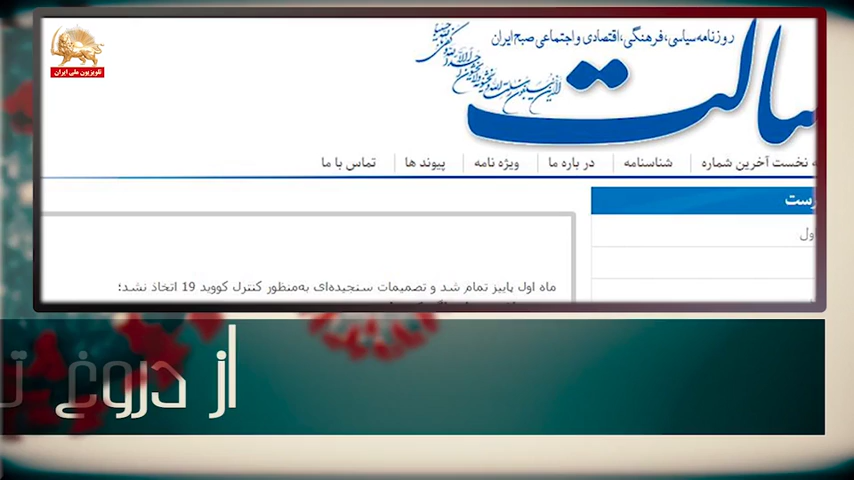 تلویزیون ملی ایران
روزنامه سیاسی، فرهنگی، اقتصادی و اجتماعی صبح ایران
سالت
نخست آخرین شماره
شناسنامه
در باره ما
ویژه نامه
پیوند ها
تماس با ما
رست
اول
ماه اول پاییز تمام شد و تصمیمات سنجیده‌ای به‌منظور کنترل کووید 19 اتخاذ نشد؛
از دروغ ت